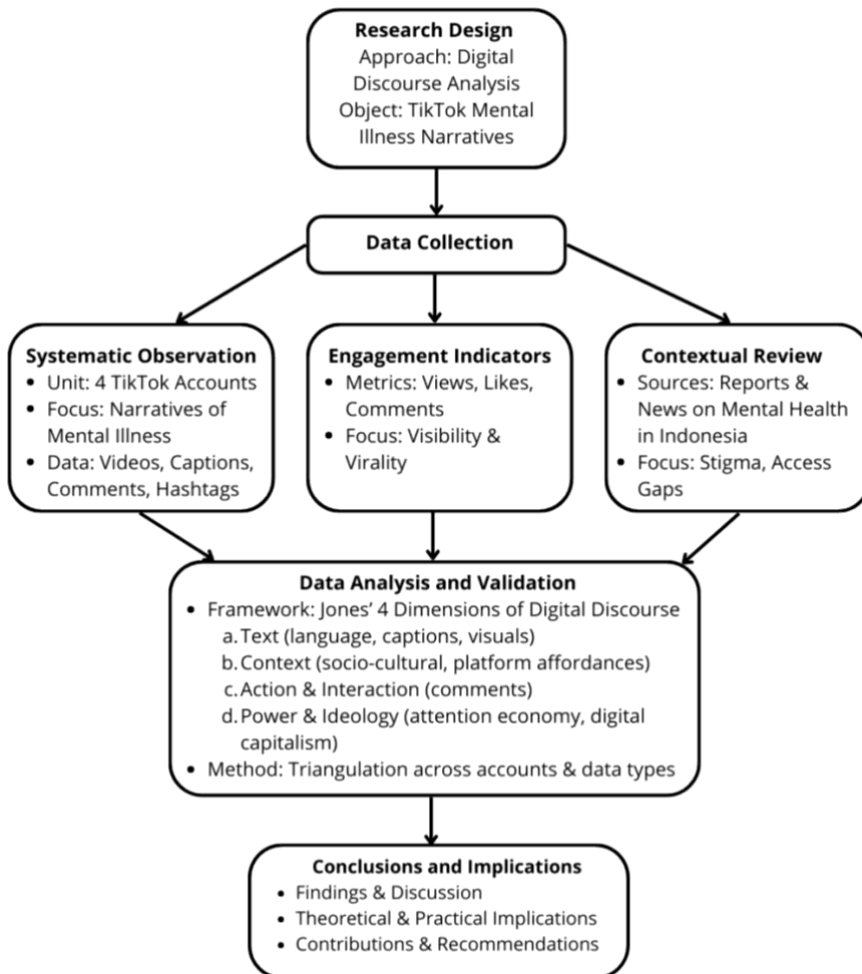 Research Design
Approach: Digital
Discourse Analysis
Object: TikTok Mental
Illness Narratives
Data Collection
Systematic Observation
• Unit: 4 TikTok Accounts
• Focus: Narratives of
Mental Illness
• Data: Videos, Captions,
Comments, Hashtags
Engagement Indicators
• Metrics: Views, Likes,
Comments
• Focus: Visibility &
Virality
Contextual Review
• Sources: Reports &
News on Mental Health
in Indonesia
• Focus: Stigma, Access
Gaps
Data Analysis and Validation
• Framework: Jones’ 4 Dimensions of Digital Discourse
a. Text (language, captions, visuals)
b. Context (socio-cultural, platform affordances)
c. Action & Interaction (comments)
d. Power & Ideology (attention economy, digital
capitalism)
• Method: Triangulation across accounts & data types
Conclusions and Implications
• Findings & Discussion
• Theoretical & Practical Implications
• Contributions & Recommendations